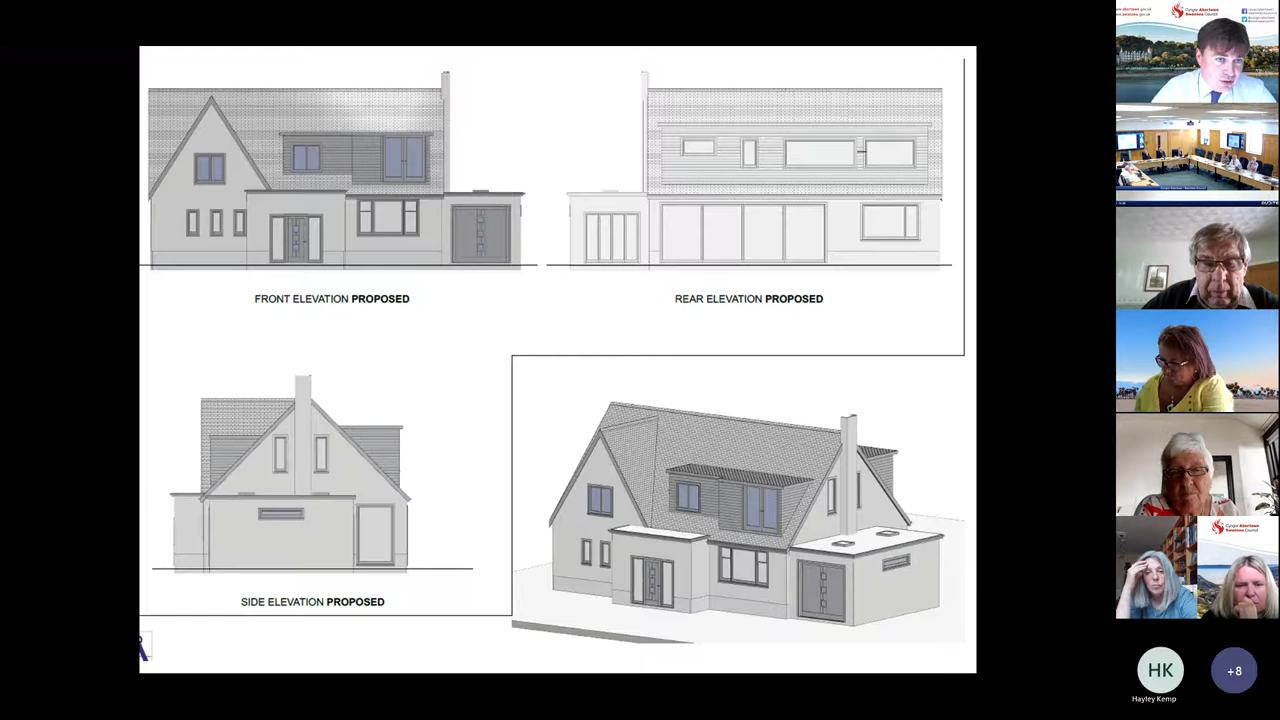 FRONT ELEVATION PROPOSED
REAR ELEVATION PROPOSED
SIDE ELEVATION PROPOSED
Cyngor Abertawe
Swansea Council
Cyngor Abertawe
Swansea Council
HK
+8
Hayley Kemp